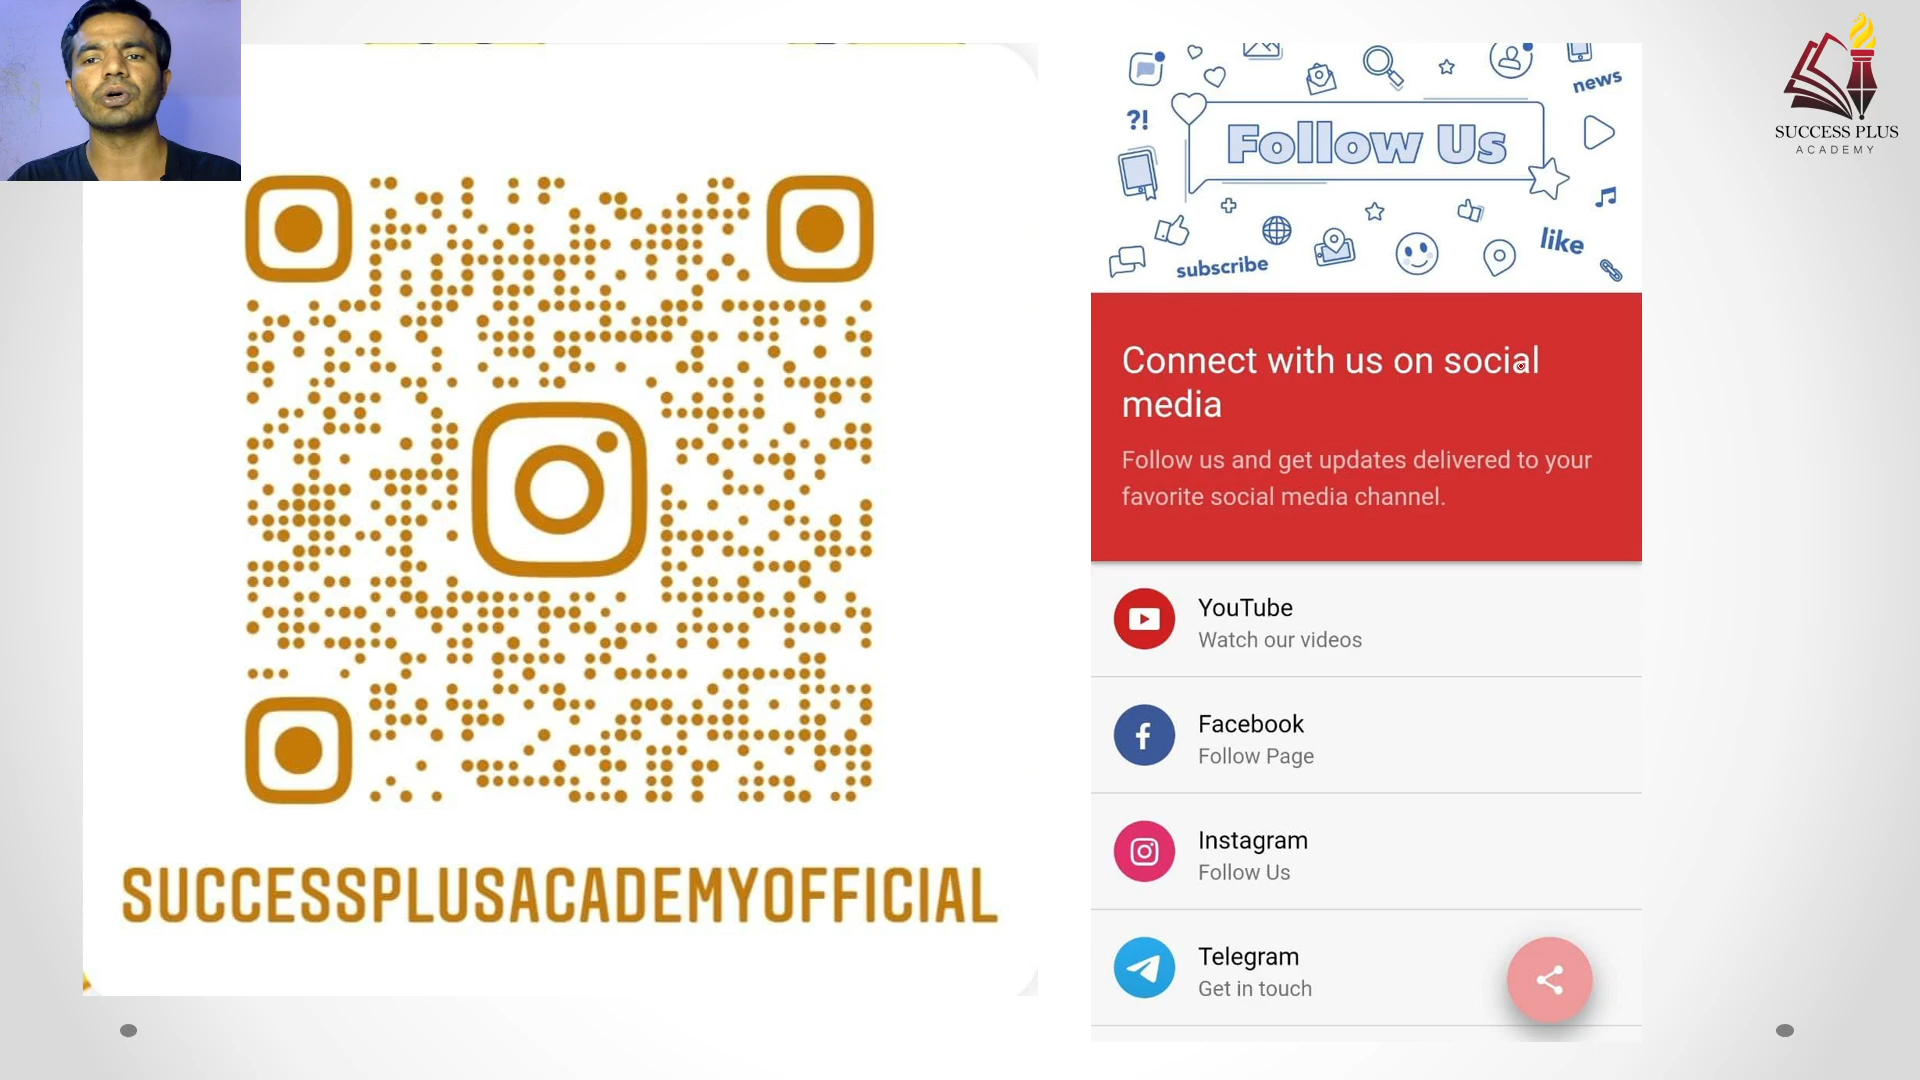 SUCCESSPLUSACADEMYOFFICIAL
news
?!
Follow Us
like
subscribe
Connect with us on social
media
Follow us and get updates delivered to your
favorite social media channel.
YouTube
Watch our videos
Facebook
Follow Page
Instagram
Follow Us
Telegram
Get in touch
SUCCESS PLUS
ACADEMY